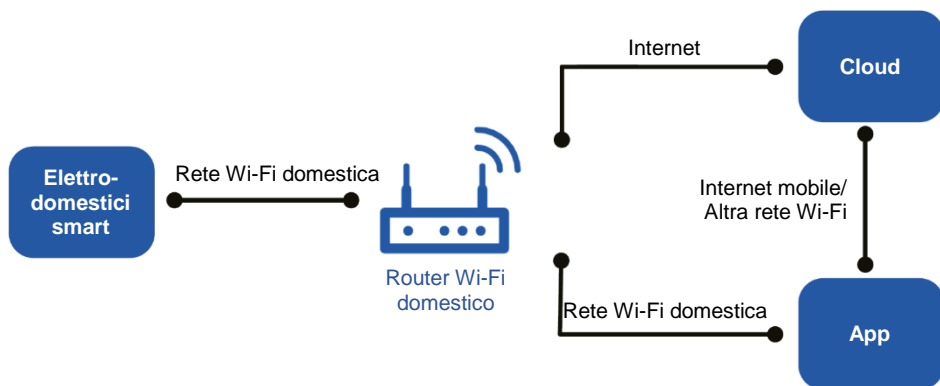 Internet
Cloud
Elettro-
domestici
smart
Rete Wi-Fi domestica
Internet mobile/
Altra rete Wi-Fi
Router Wi-Fi
domestico
Rete Wi-Fi domestica
App